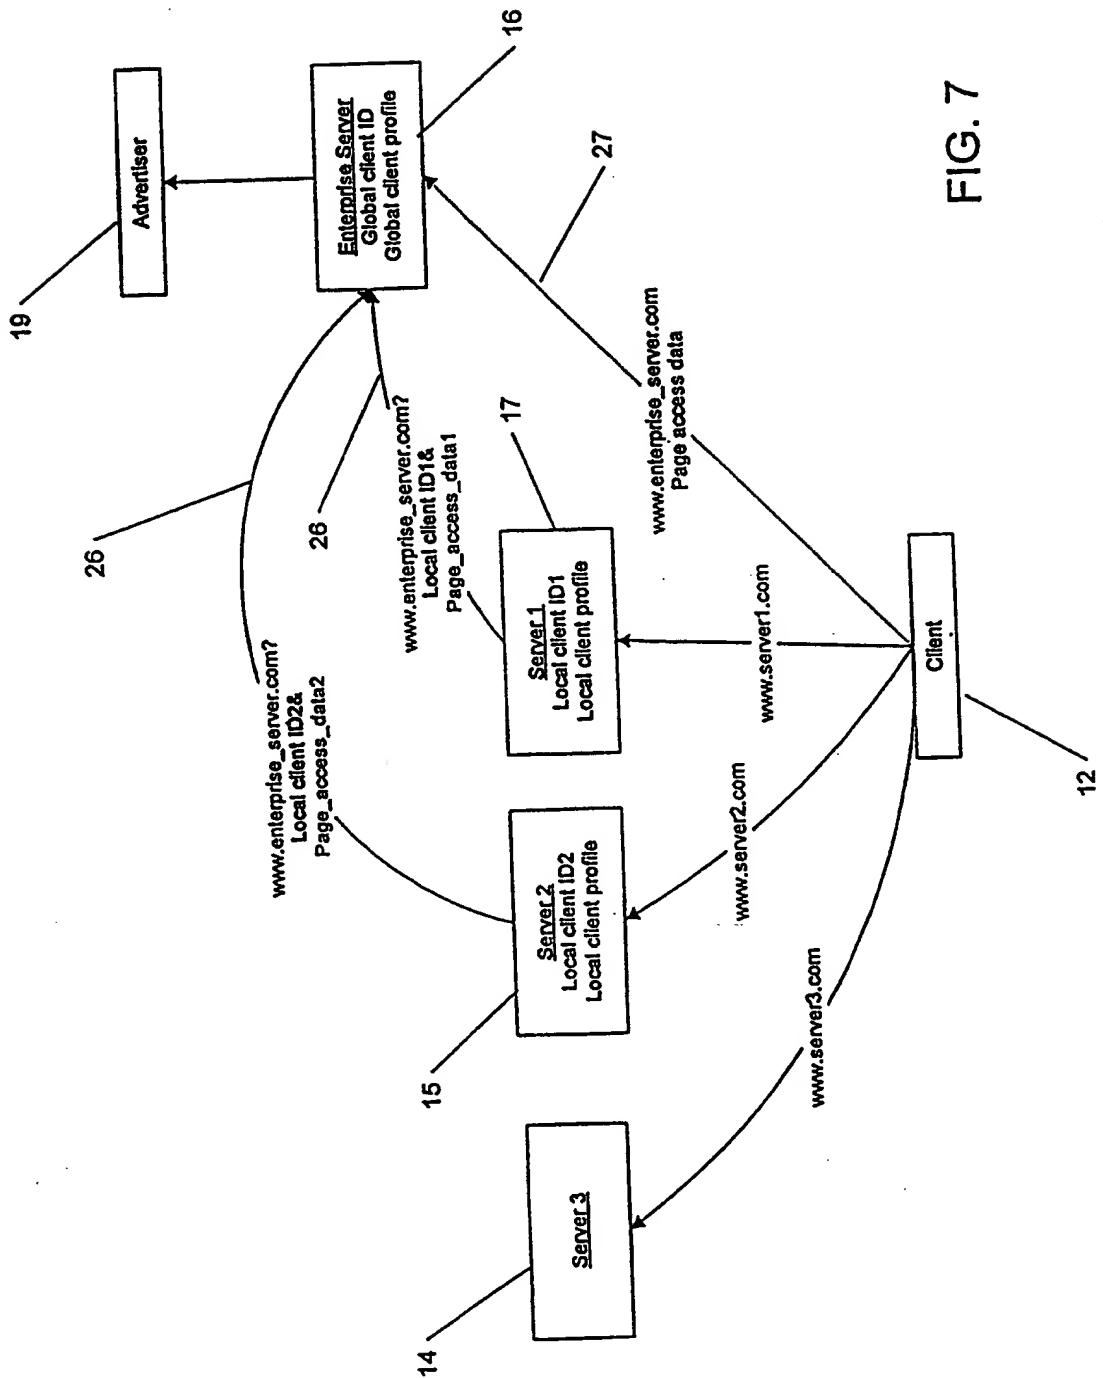 19
Advertiser
Enterprise Server
Global client ID
Global client profile
16
26
26
www.enterprise_server.com?
Local client ID2&
Page_access_data2
www.enterprise_server.com?
Local client ID1&
Page_access_data1
27
www.enterprise_server.com
Page access data
14
Server 3
15
Server 2
Local client ID2
Local client profile
17
Server 1
Local client ID1
Local client profile
www.server3.com
www.server2.com
www.server1.com
Client
12
FIG. 7